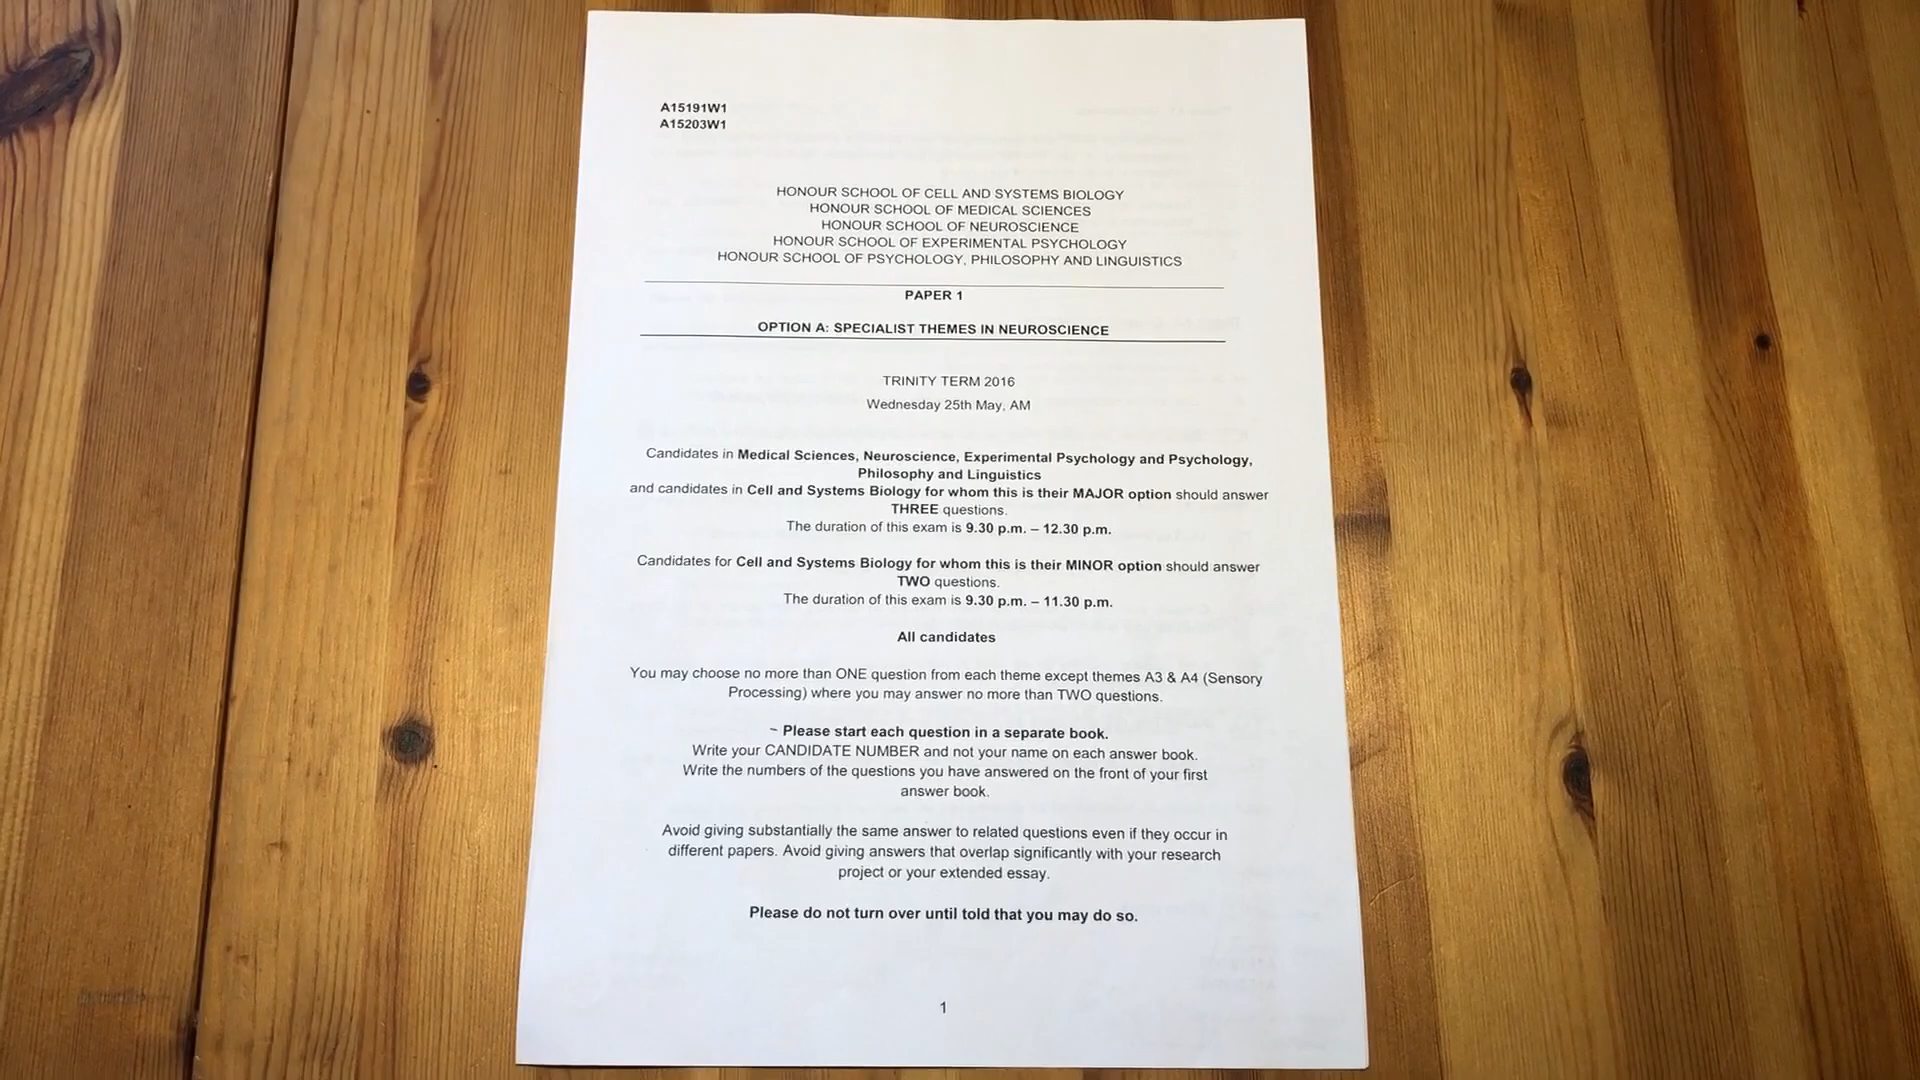 A15191W1
A15203W1
HONOUR SCHOOL OF CELL AND SYSTEMS BIOLOGY
HONOUR SCHOOL OF MEDICAL SCIENCES
HONOUR SCHOOL OF NEUROSCIENCE
HONOUR SCHOOL OF EXPERIMENTAL PSYCHOLOGY
HONOUR SCHOOL OF PSYCHOLOGY, PHILOSOPHY AND LINGUISTICS
PAPER 1
OPTION A: SPECIALIST THEMES IN NEUROSCIENCE
TRINITY TERM 2016
Wednesday 25th May, AM
Candidates in Medical Sciences, Neuroscience, Experimental Psychology and Psychology,
Philosophy and Linguistics
and candidates in Cell and Systems Biology for whom this is their MAJOR option should answer
THREE questions.
The duration of this exam is 9.30 p.m. – 12.30 p.m.
Candidates for Cell and Systems Biology for whom this is their MINOR option should answer
TWO questions.
The duration of this exam is 9.30 p.m. – 11.30 p.m.
All candidates
You may choose no more than ONE question from each theme except themes A3 & A4 (Sensory
Processing) where you may answer no more than TWO questions.
~ Please start each question in a separate book.
Write your CANDIDATE NUMBER and not your name on each answer book.
Write the numbers of the questions you have answered on the front of your first
answer book.
Avoid giving substantially the same answer to related questions even if they occur in
different papers. Avoid giving answers that overlap significantly with your research
project or your extended essay.
Please do not turn over until told that you may do so.
1